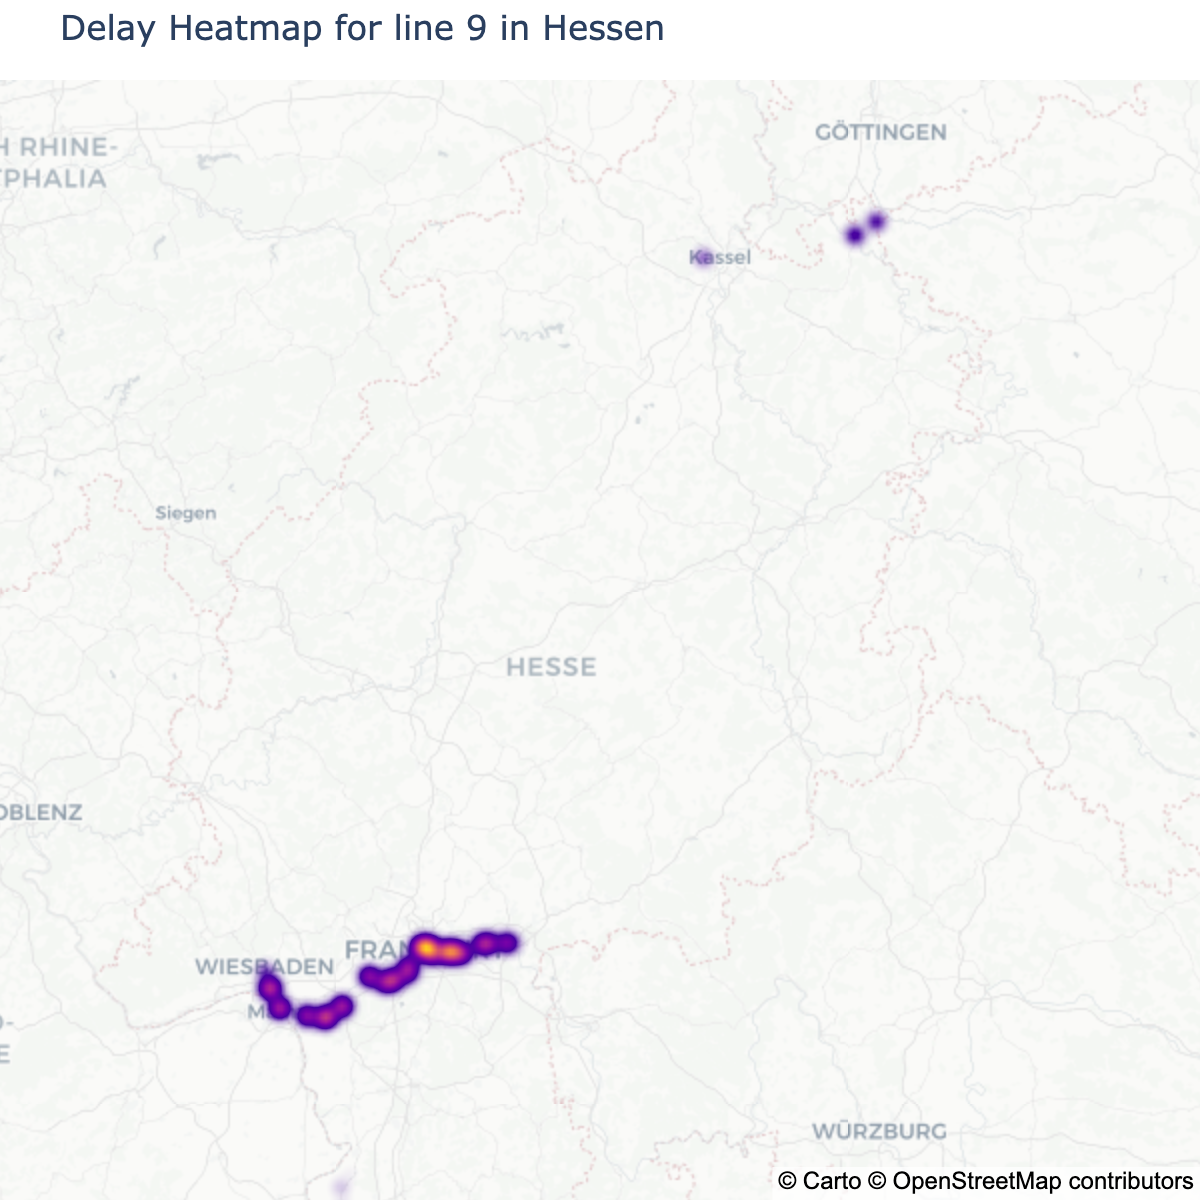 Delay Heatmap for line 9 in Hessen
GÖTTINGEN
H RHINE-
TPHALIA
Kassel
Siegen
HESSE
OBLENZ
FRAN
WIESBADEN
M
D-
E
WÜRZBURG
© Carto © OpenStreetMap contributors